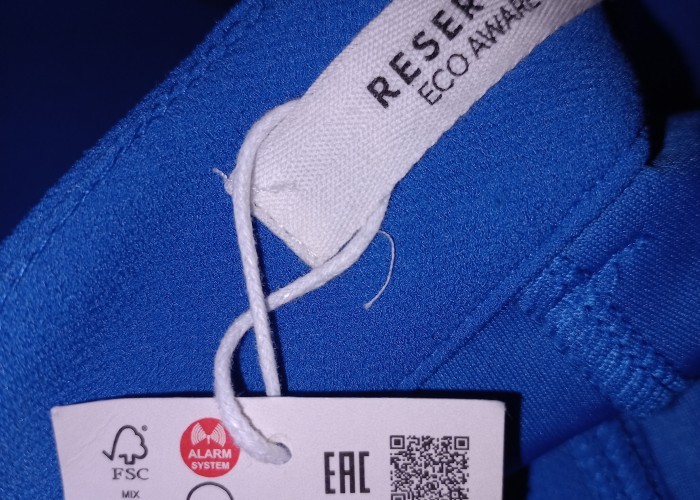 RESER
ECO AWARE
FSC
MIX
ALARM
SYSTEM
EAC